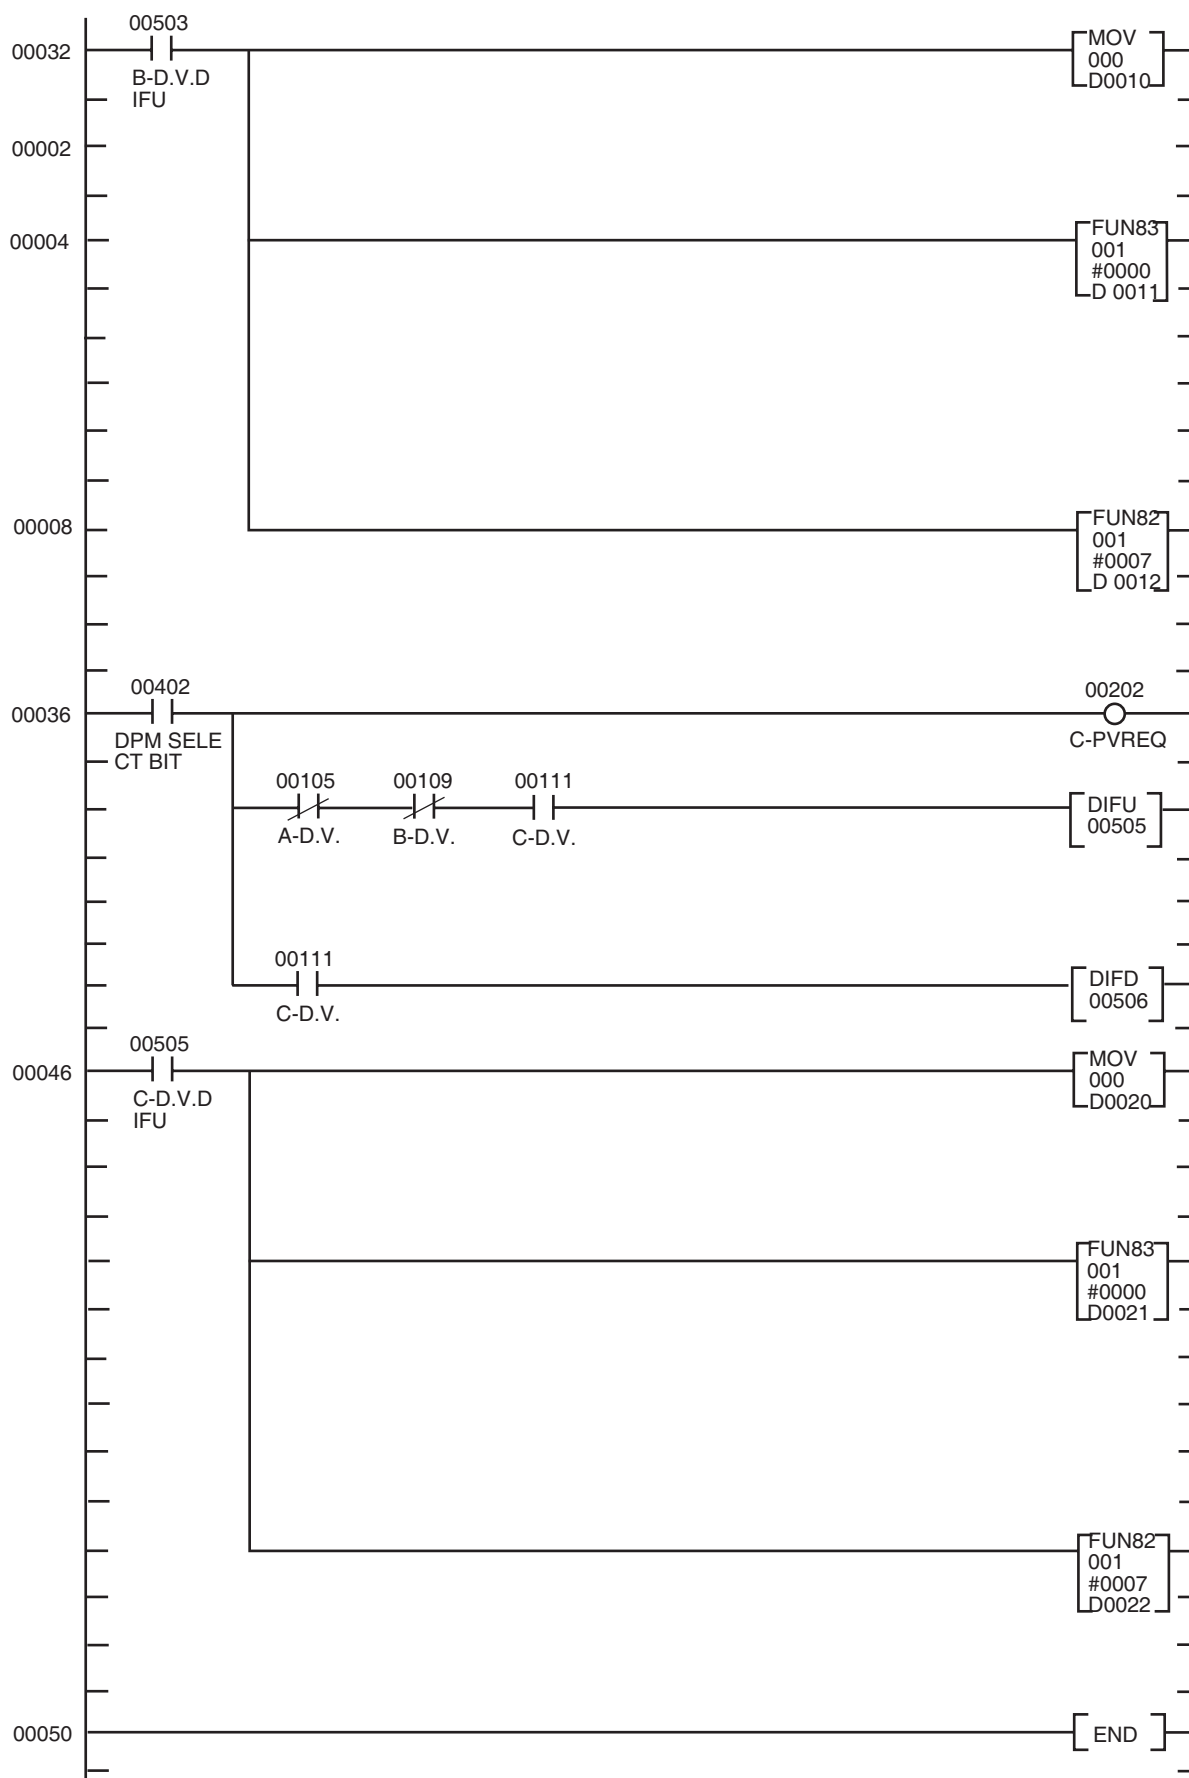 00503
00032
B-D.V.D
IFU
MOV
000
D0010
00002
00004
FUN83
001
#0000
D 0011
00008
FUN82
001
#0007
D 0012
00402
00036
DPM SELE
CT BIT
00202
C-PVREQ
00105
A-D.V.
00109
B-D.V.
00111
C-D.V.
DIFU
00505
00111
C-D.V.
DIFD
00506
00505
00046
C-D.V.D
IFU
MOV
000
D0020
FUN83
001
#0000
D0021
FUN82
001
#0007
D0022
00050
END